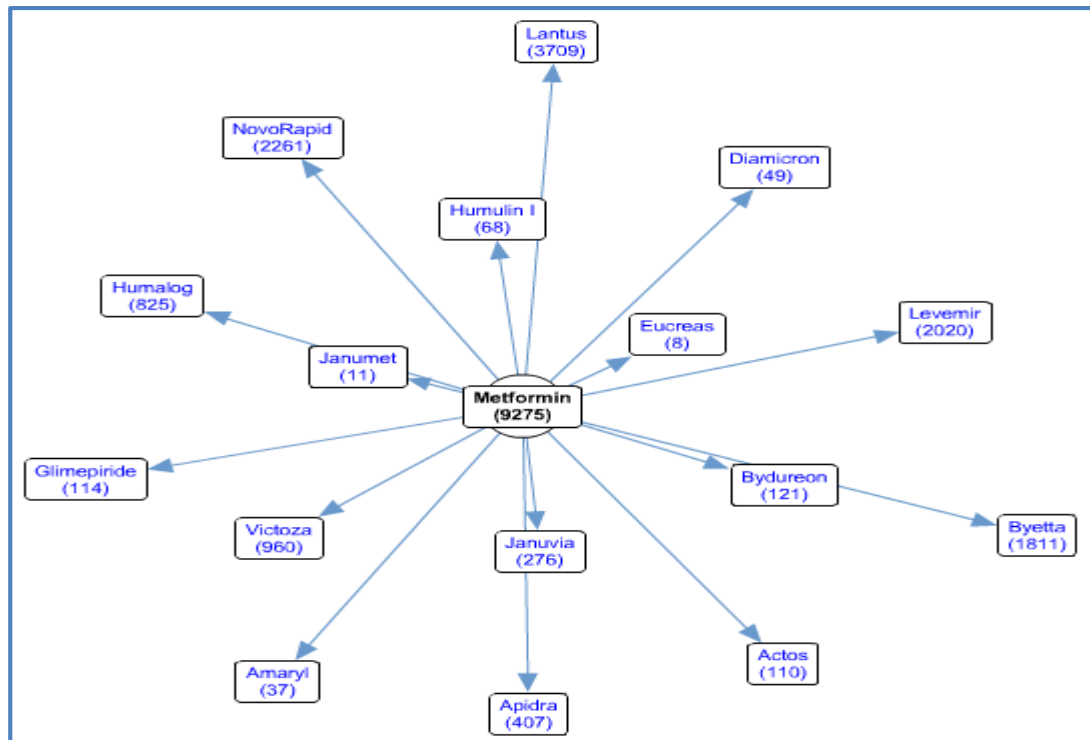 Lantus
(3709)
NovoRapid
(2261)
Diamicron
(49)
Humulin I
(68)
Humalog
(825)
Levemir
(2020)
Eucreas
(8)
Janumet
(11)
Metformin
(9275)
Glimepiride
(114)
Bydureon
(121)
Victoza
(960)
Byetta
(1811)
Januvia
(276)
Actos
(110)
Amaryl
(37)
Apidra
(407)